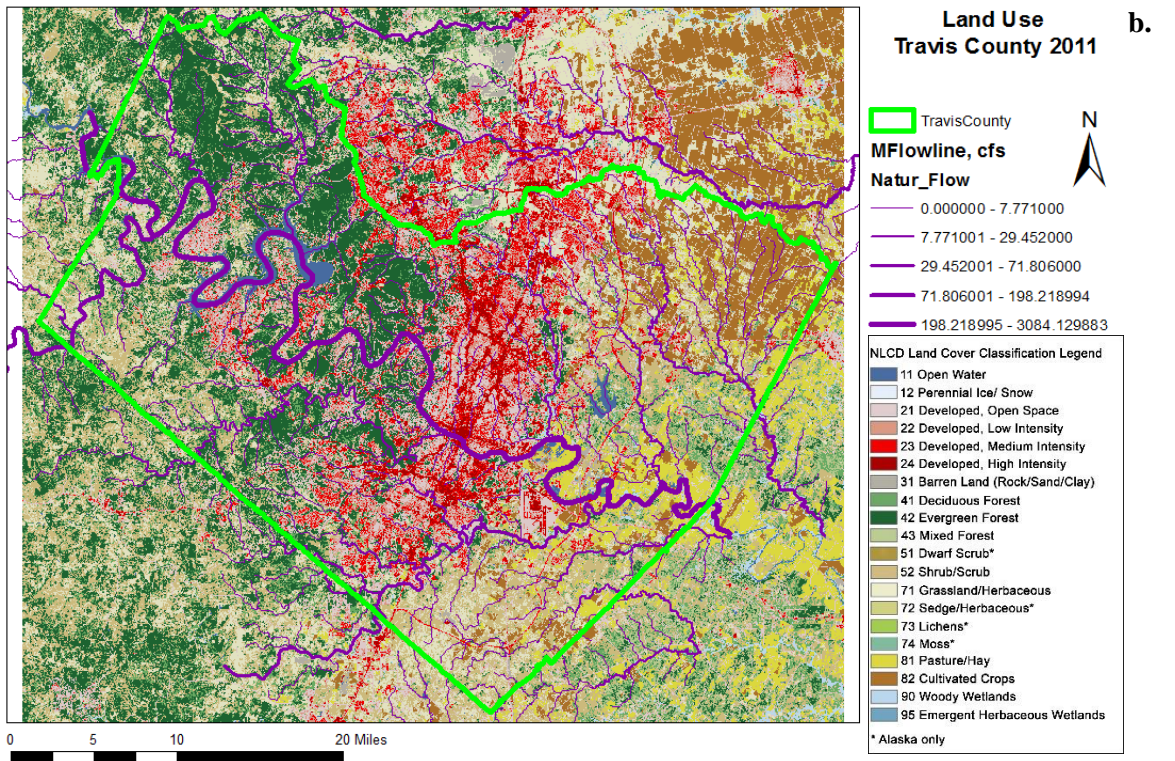 Land Use
Travis County 2011
b.
TravisCounty
N
MFlowline, cfs
Natur_Flow
0.000000 - 7.771000
7.771001 - 29.452000
29.452001 - 71.806000
71.806001 - 198.218994
198.218995 - 3084.129883
NLCD Land Cover Classification Legend
11 Open Water
12 Perennial Ice/ Snow
21 Developed, Open Space
22 Developed, Low Intensity
23 Developed, Medium Intensity
24 Developed, High Intensity
31 Barren Land (Rock/Sand/Clay)
41 Deciduous Forest
42 Evergreen Forest
43 Mixed Forest
51 Dwarf Scrub*
52 Shrub/Scrub
71 Grassland/Herbaceous
72 Sedge/Herbaceous*
73 Lichens*
74 Moss*
81 Pasture/Hay
82 Cultivated Crops
90 Woody Wetlands
95 Emergent Herbaceous Wetlands
* Alaska only
0 5 10 20 Miles